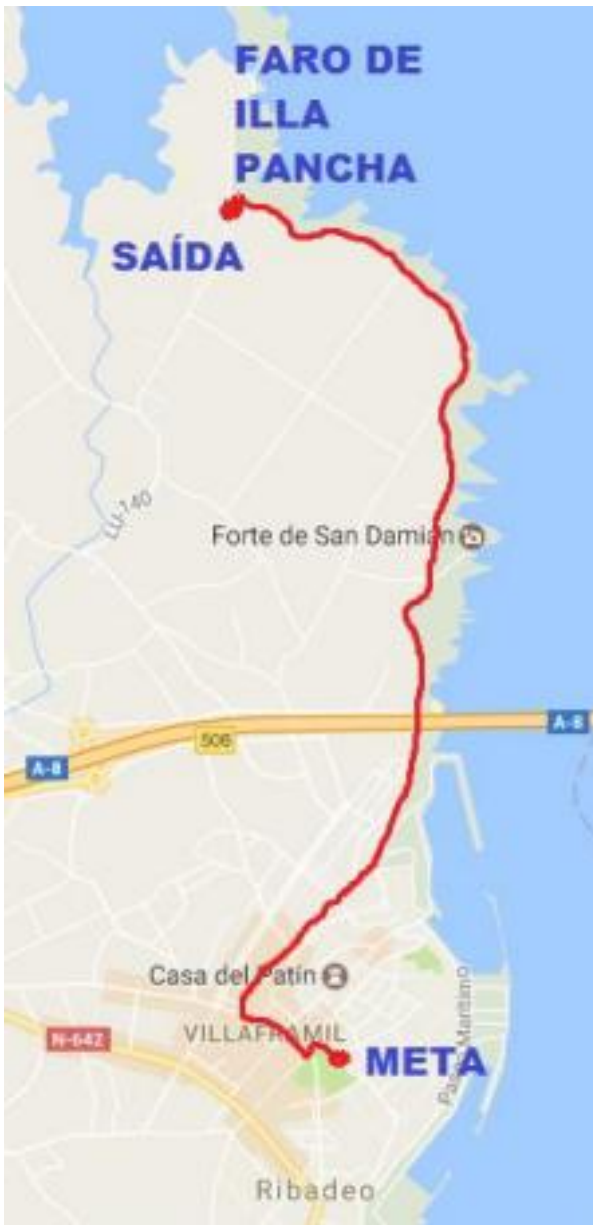 FARO DE
ILLA
PANCHA
SAÍDA
LU-140
Forte de San Damián
A-8
506
A-8
Casa del Patín
VILLAFRAMIL
N-642
META
Paseo Marítimo
Ribadeo